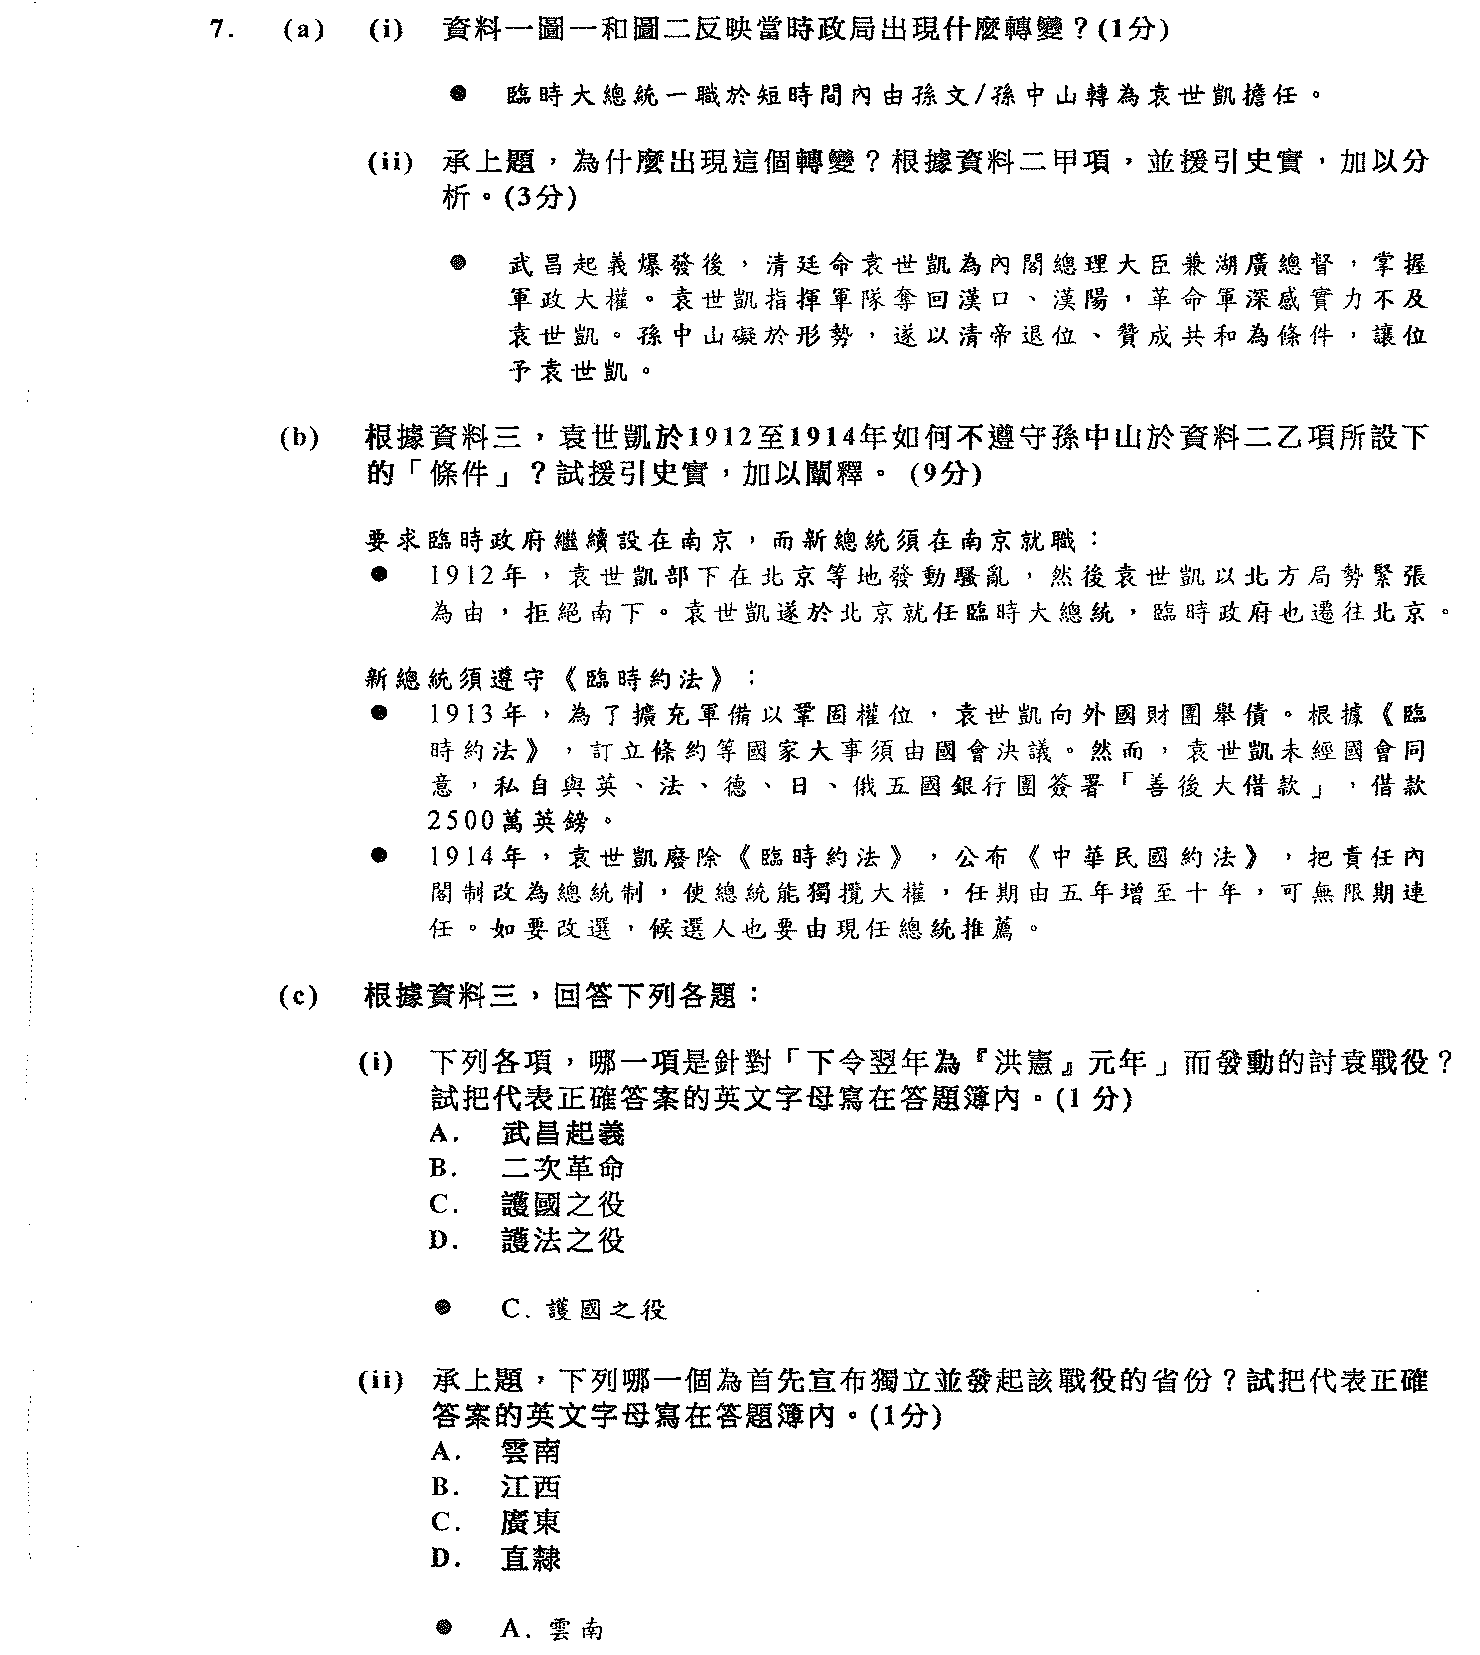 7. (a) (i) 資料一圖一和圖二反映當時政局出現什麼轉變？(1分)
● 臨時大總統一職於短時間內由孫文/孫中山轉為袁世凱擔任。
(ii) 承上題，為什麼出現這個轉變？根據資料二甲項，並援引史實，加以分
析。(3分)
● 武昌起義爆發後，清廷命袁世凱為內閣總理大臣兼湖廣總督，掌握
軍政大權。袁世凱指揮軍隊奪回漢口、漢陽，革命軍深感實力不及
袁世凱。孫中山礙於形勢，遂以清帝退位、贊成共和為條件，讓位
予袁世凱。
(b) 根據資料三，袁世凱於1912至1914年如何不遵守孫中山於資料二乙項所設下
的「條件」？試援引史實，加以闡釋。 (9分)
要求臨時政府繼續設在南京，而新總統須在南京就職：
● 1912年，袁世凱部下在北京等地發動騷亂，然後袁世凱以北方局勢緊張
為由，拒絕南下。袁世凱遂於北京就任臨時大總統，臨時政府也遷往北京。
新總統須遵守《臨時約法》：
● 1913年，為了擴充軍備以鞏固權位，袁世凱向外國財團舉債。根據《臨
時約法》，訂立條約等國家大事須由國會決議。然而，袁世凱未經國會同
意，私自與英、法、德、日、俄五國銀行團簽署「善後大借款」，借款
2500萬英鎊。
● 1914年，袁世凱廢除《臨時約法》，公布《中華民國約法》，把責任內
閣制改為總統制，使總統能獨攬大權，任期由五年增至十年，可無限期連
任。如要改選，候選人也要由現任總統推薦。
(c) 根據資料三，回答下列各題：
(i) 下列各項，哪一項是針對「下令翌年為『洪憲』元年」而發動的討袁戰役？
試把代表正確答案的英文字母寫在答題簿內。(1 分)
A. 武昌起義
B. 二次革命
C. 護國之役
D. 護法之役
● C. 護國之役
(ii) 承上題，下列哪一個為首先宣布獨立並發起該戰役的省份？試把代表正確
答案的英文字母寫在答題簿內。(1分)
A. 雲南
B. 江西
C. 廣東
D. 直隸
● A. 雲南